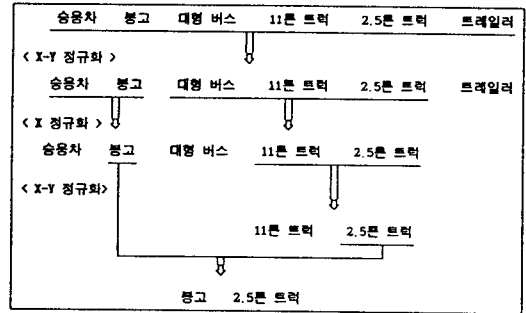 승용차 봉고 대형 버스 11톤 트럭 2.5톤 트럭 트레일러
< X-Y 정규화 >
승용차 봉고 대형 버스 11톤 트럭 2.5톤 트럭 트레일러
< X 정규화 >
승용차 봉고 대형 버스 11톤 트럭 2.5톤 트럭
< X-Y 정규화>
11톤 트럭 2.5톤 트럭
봉고 2.5톤 트럭